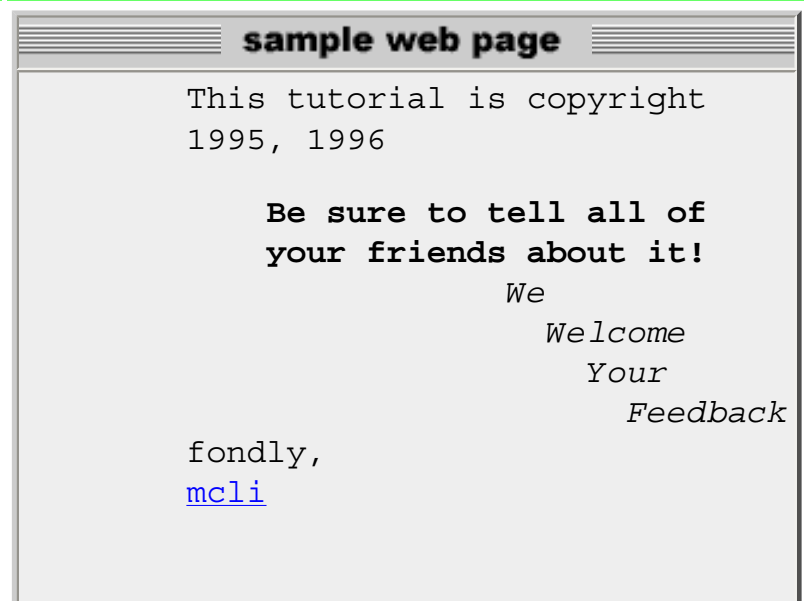 sample web page
This tutorial is copyright
1995, 1996
Be sure to tell all of
your friends about it!
We
Welcome
Your
Feedback
fondly,
mcli